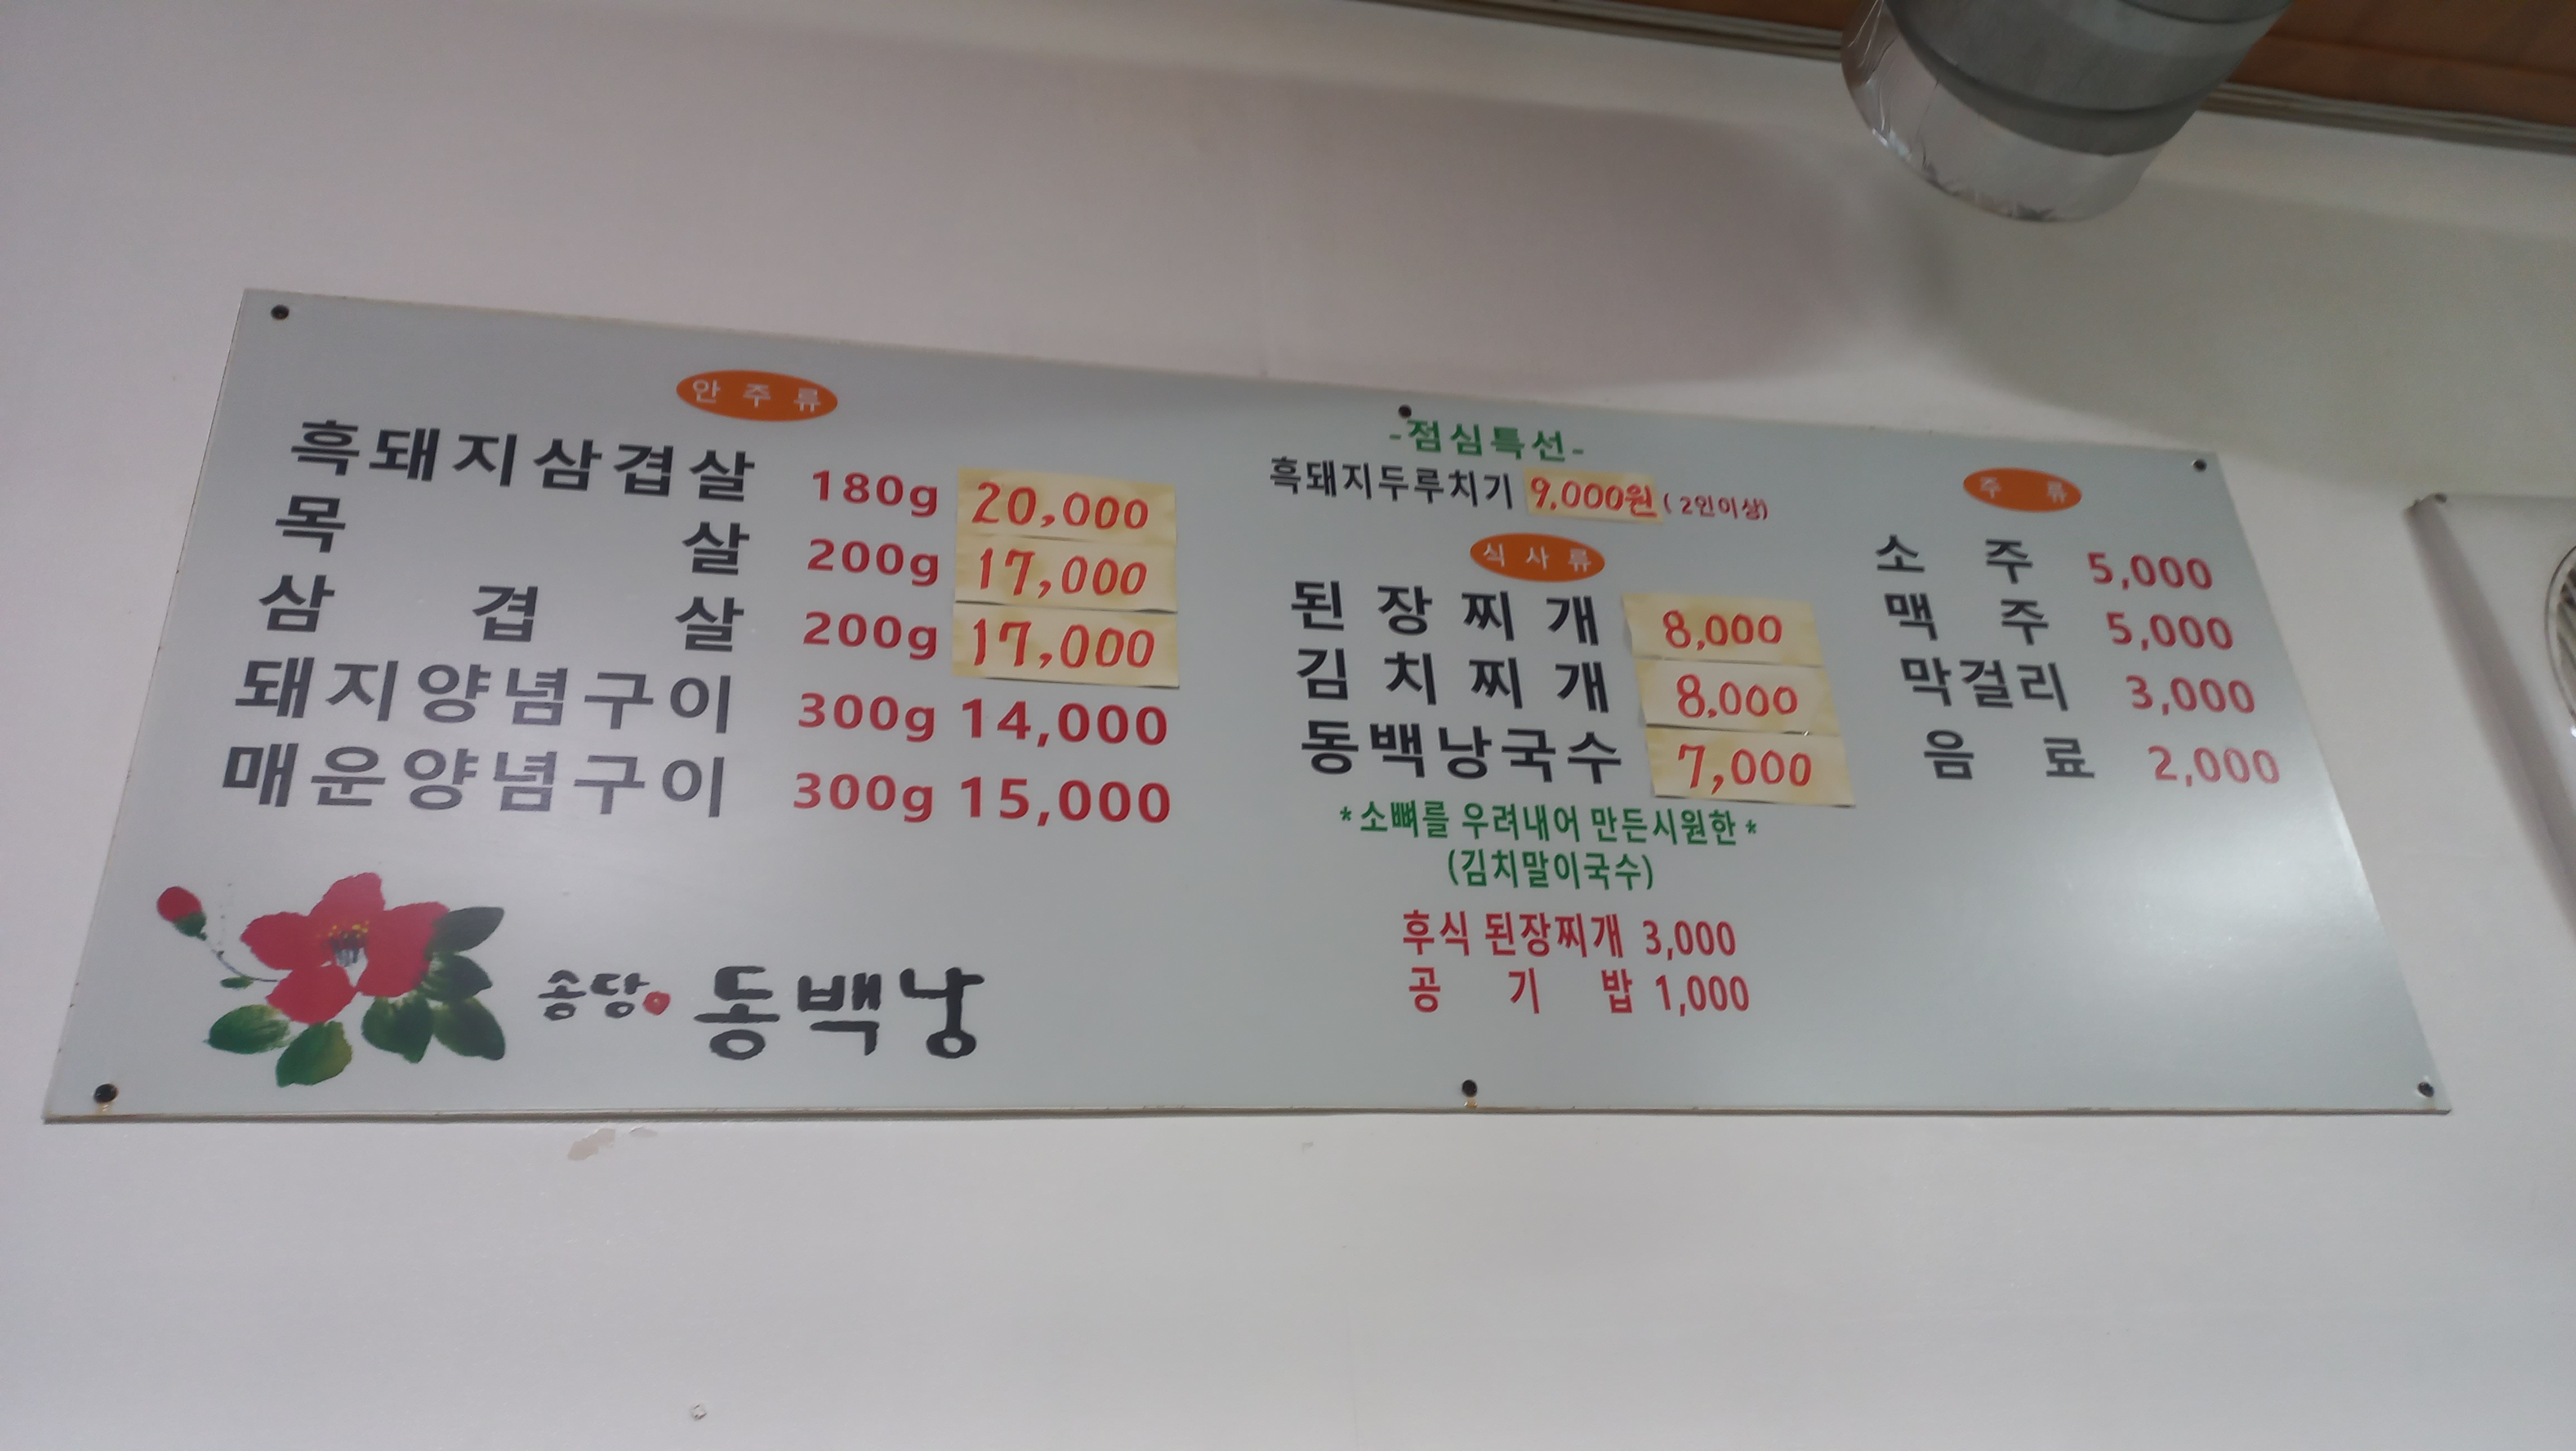 안주류
흑돼지삼겹살 180g 20,000
목 살 200g 17,000
삼 겹 살 200g 17,000
돼지양념구이 300g 14,000
매운양념구이 300g 15,000
송당 동백낭
-점심특선-
흑돼지두루치기 9,000원 (2인이상)
식사류
된장찌개 8,000
김치찌개 8,000
동백낭국수 7,000
*소뼈를 우려내어 만든시원한*
(김치말이국수)
후식 된장찌개 3,000
공 기 밥 1,000
주 류
소 주 5,000
맥 주 5,000
막걸리 3,000
음 료 2,000